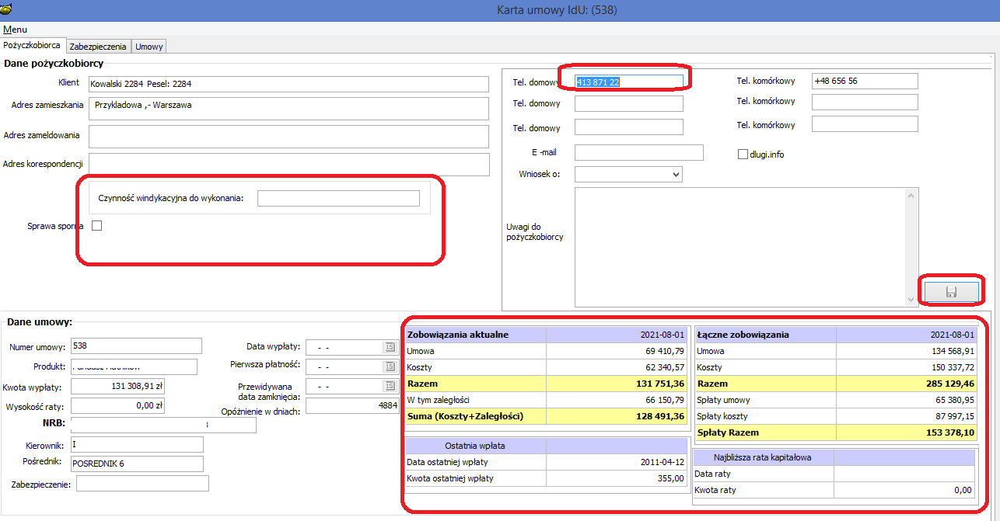 Karta umowy IdU: (538)
Menu
Pożyczkobiorca Zabezpieczenia Umowy
Dane pożyczkobiorcy
Klient Kowalski 2284 Pesel: 2284
Adres zamieszkania Przykladowa ,- Warszawa
Adres zameldowania
Adres korespondencji
Czynność windykacyjna do wykonania:
Sprawa sporna
Tel. domowy 413 871 22 Tel. komórkowy +48 656 56
Tel. domowy Tel. komórkowy
Tel. domowy Tel. komórkowy
E -mail dlugi.info
Wniosek o:
Uwagi do
pożyczkobiorcy
Dane umowy:
Numer umowy: 538 Data wypłaty: - - 15
Produkt: Pierwsza płatność: - - 15
Kwota wypłaty: 131 308,91 zł Przewidywana
data zamknięcia: - - 15
Wysokość raty: 0,00 zł Opóźnienie w dniach: 4884
NRB: 8
Kierownik: I
Pośrednik: POSREDNIK 6
Zabezpieczenie:
Zobowiązania aktualne 2021-08-01
Umowa 69 410,79
Koszty 62 340,57
Razem 131 751,36
W tym zaległości 66 150,79
Suma (Koszty+Zaległości) 128 491,36
Ostatnia wpłata
Data ostatniej wpłaty 2011-04-12
Kwota ostatniej wpłaty 355,00
Łączne zobowiązania 2021-08-01
Umowa 134 568,91
Koszty 150 337,72
Razem 285 129,46
Spłaty umowy 65 380,95
Spłaty koszty 87 997,15
Spłaty Razem 153 378,10
Najbliższa rata kapitałowa
Data raty
Kwota raty 0,00